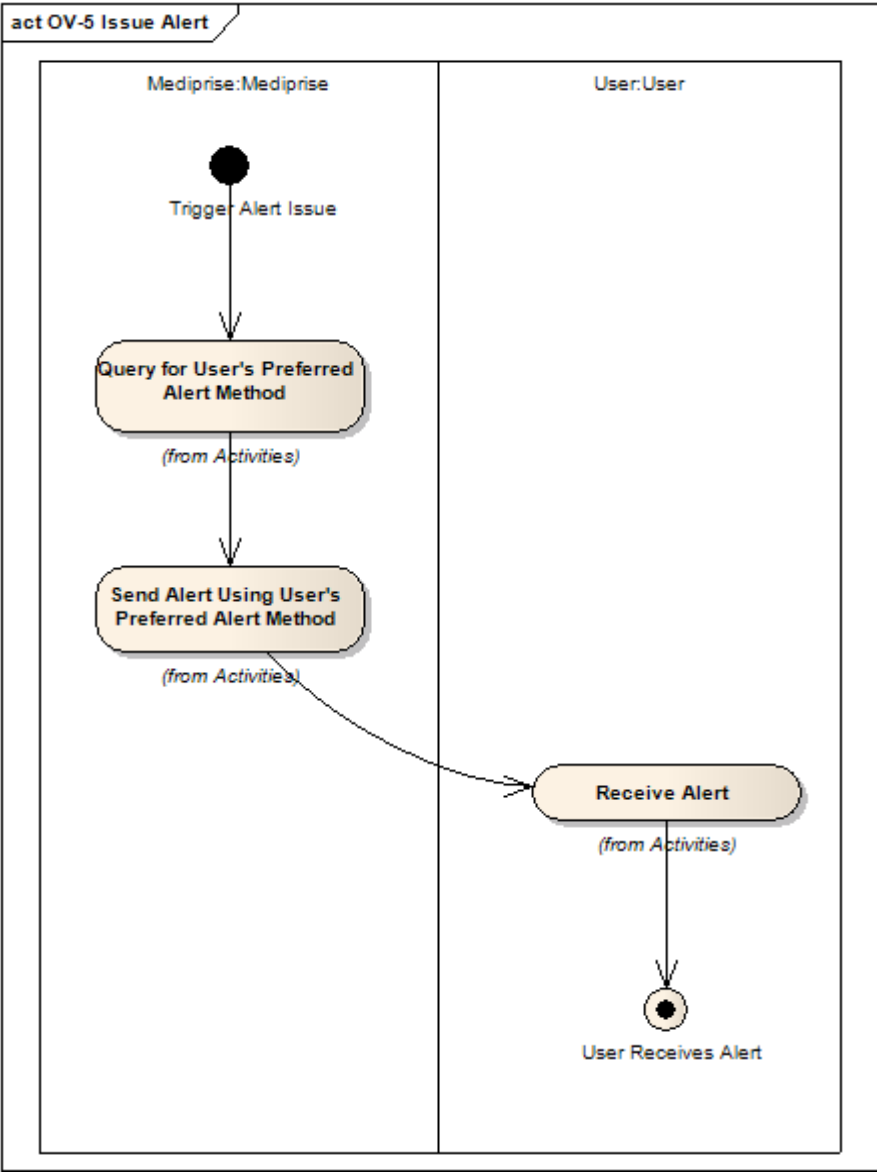 act OV-5 Issue Alert
Mediprise:Mediprise
User:User
Trigger Alert Issue
Query for User's Preferred
Alert Method
(from Activities)
Send Alert Using User's
Preferred Alert Method
(from Activities)
Receive Alert
(from Activities)
User Receives Alert